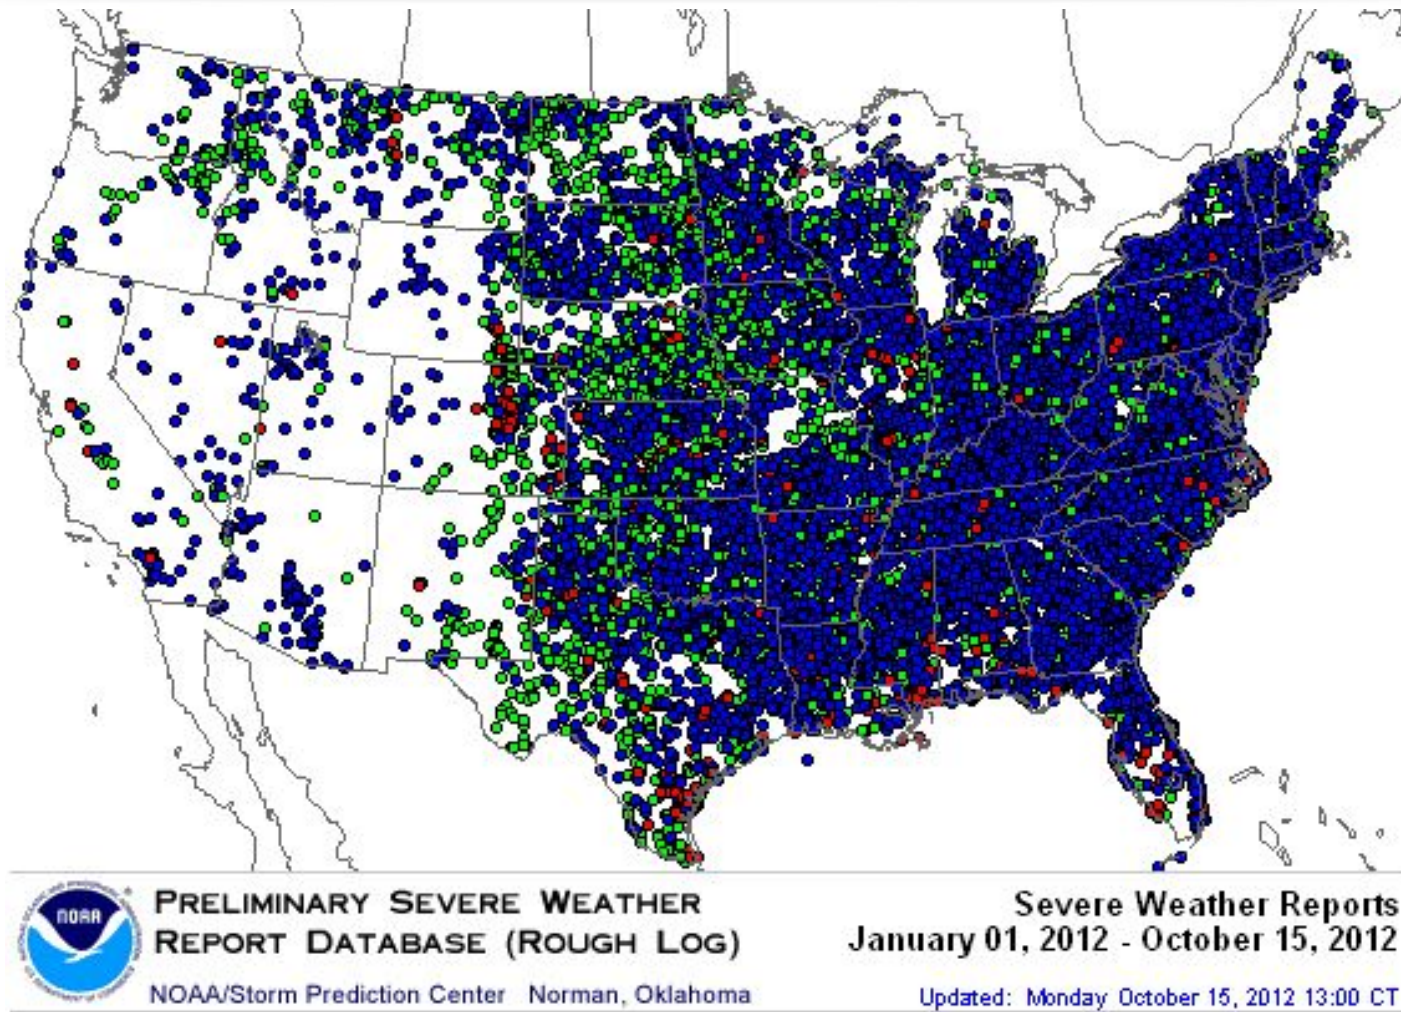 NOAA
PRELIMINARY SEVERE WEATHER
REPORT DATABASE (ROUGH LOG)
NOAA/Storm Prediction Center Norman, Oklahoma
Severe Weather Reports
January 01, 2012 - October 15, 2012
Updated: Monday October 15, 2012 13:00 CT